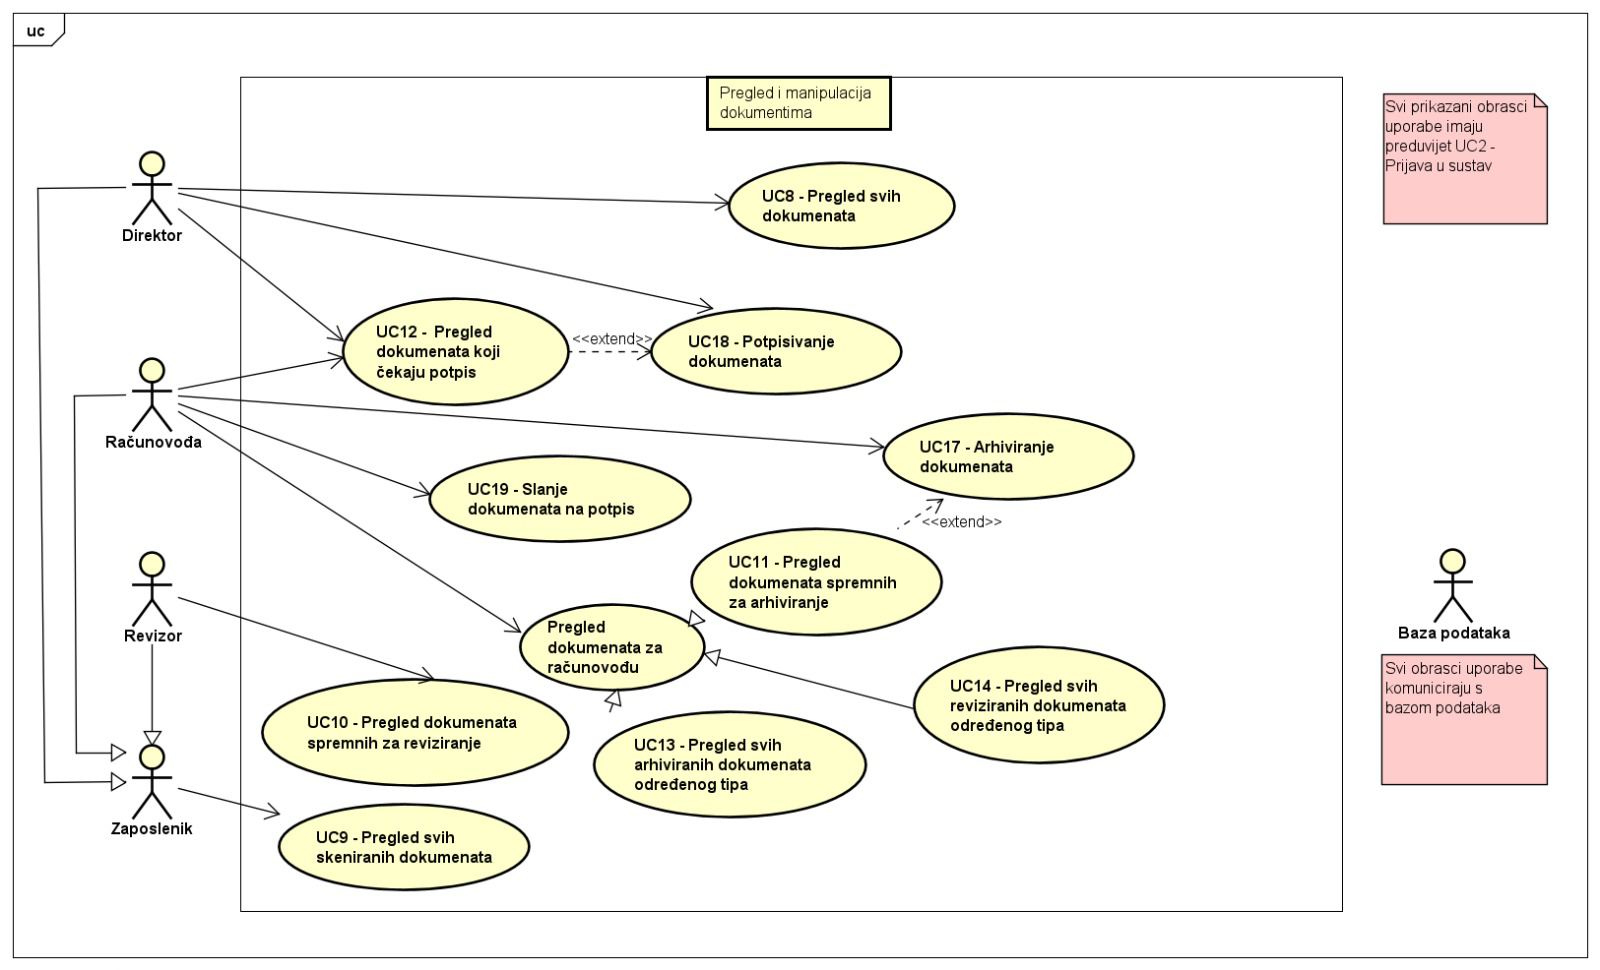 uc
Pregled i manipulacija
dokumentima
Svi prikazani obrasci
uporabe imaju
preduvijet UC2 -
Prijava u sustav
Direktor
UC8 - Pregled svih
dokumenata
UC12 - Pregled
dokumenata koji
čekaju potpis
<<extend>>
UC18 - Potpisivanje
dokumenata
Računovođa
UC17 - Arhiviranje
dokumenata
UC19 - Slanje
dokumenata na potpis
<<extend>>
UC11 - Pregled
dokumenata spremnih
za arhiviranje
Revizor
Pregled
dokumenata za
računovođu
Baza podataka
Svi obrasci uporabe
komuniciraju s
bazom podataka
UC14 - Pregled svih
reviziranih dokumenata
određenog tipa
UC10 - Pregled dokumenata
spremnih za reviziranje
UC13 - Pregled svih
arhiviranih dokumenata
određenog tipa
Zaposlenik
UC9 - Pregled svih
skeniranih dokumenata